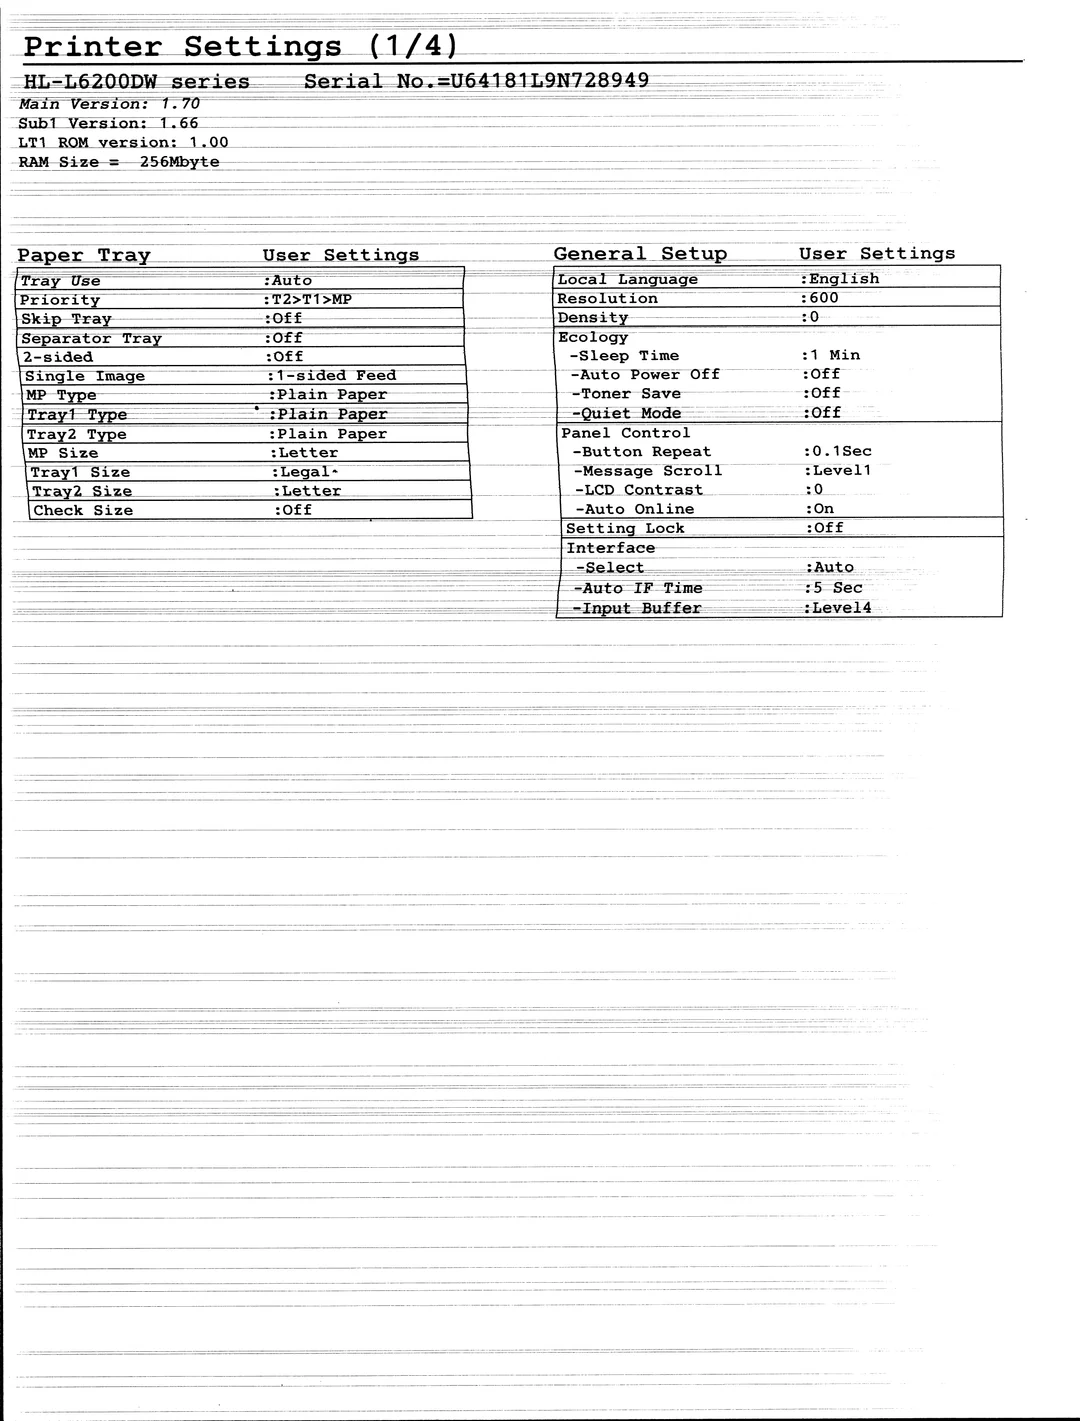 Printer Settings (1/4)
HL-L6200DW series Serial No.=U64181L9N728949
Main Version: 1.70
Sub1 Version: 1.66
LT1 ROM version: 1.00
RAM Size = 256Mbyte
Paper Tray User Settings
Tray Use :Auto
Priority :T2>T1>MP
Skip Tray :Off
Separator Tray :Off
2-sided :Off
Single Image :1-sided Feed
MP Type :Plain Paper
Tray1 Type :Plain Paper
Tray2 Type :Plain Paper
MP Size :Letter
Tray1 Size :Legal
Tray2 Size :Letter
Check Size :Off
General Setup User Settings
Local Language :English
Resolution :600
Density :0
Ecology
-Sleep Time :1 Min
-Auto Power Off :Off
-Toner Save :Off
-Quiet Mode :Off
Panel Control
-Button Repeat :0.1Sec
-Message Scroll :Level1
-LCD Contrast :0
-Auto Online :On
Setting Lock :Off
Interface
-Select :Auto
-Auto IF Time :5 Sec
-Input Buffer :Level4